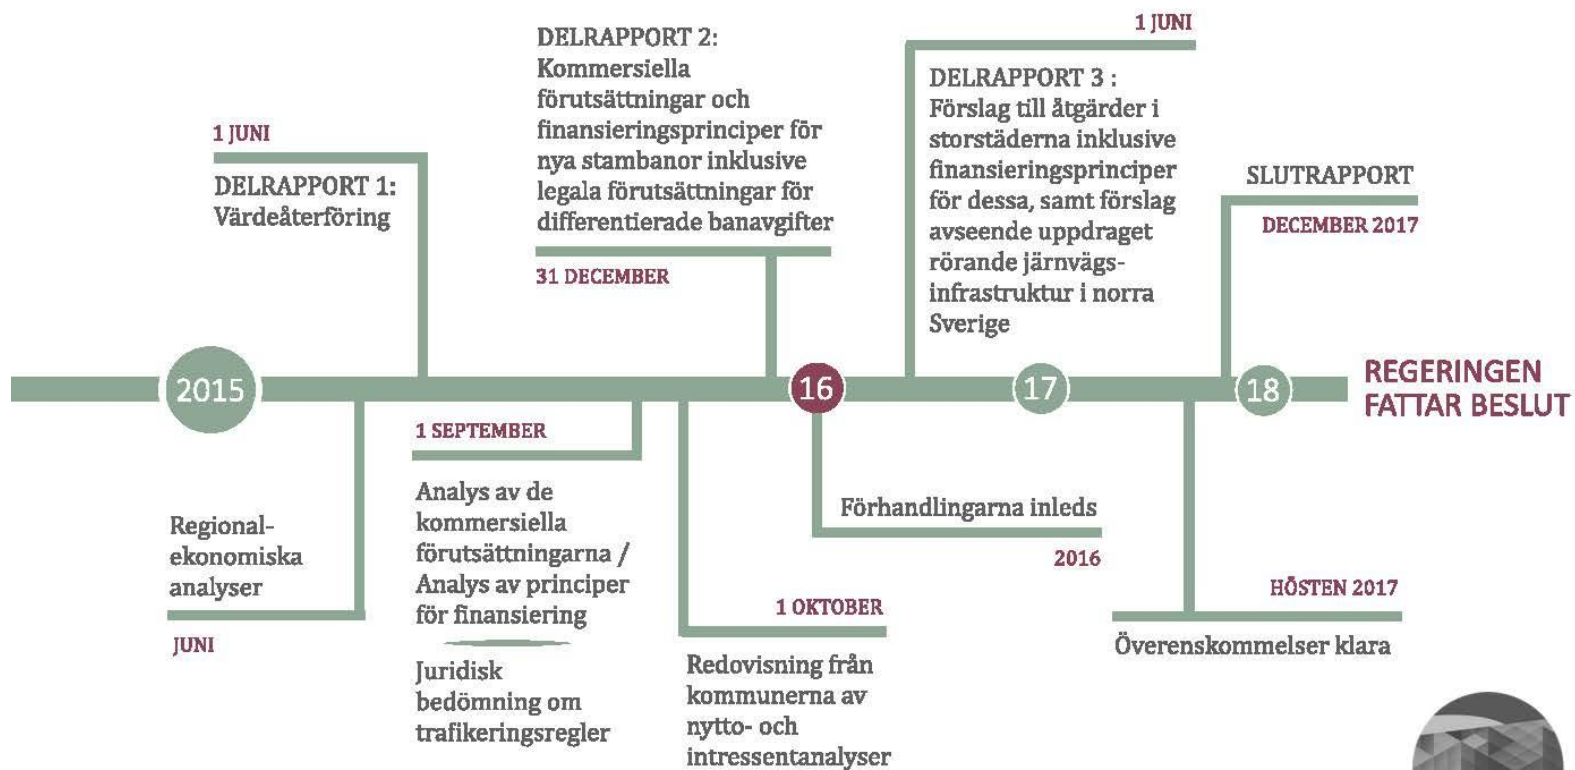 1 JUNI
DELRAPPORT 1:
Värdeåterföring
DELRAPPORT 2:
Kommersiella
förutsättningar och
finansieringsprinciper för
nya stambanor inklusive
legala förutsättningar för
differentierade banavgifter
31 DECEMBER
1 JUNI
DELRAPPORT 3 :
Förslag till åtgärder i
storstäderna inklusive
finansieringsprinciper
för dessa, samt förslag
avseende uppdraget
rörande järnvägs-
infrastruktur i norra
Sverige
SLUTRAPPORT
DECEMBER 2017
2015
16
17
18
REGERINGEN
FATTAR BESLUT
Regional-
ekonomiska
analyser
JUNI
1 SEPTEMBER
Analys av de
kommersiella
förutsättningarna /
Analys av principer
för finansiering
Juridisk
bedömning om
trafikeringsregler
1 OKTOBER
Redovisning från
kommunerna av
nytto- och
intressentanalyser
Förhandlingarna inleds
2016
HÖSTEN 2017
Överenskommelser klara